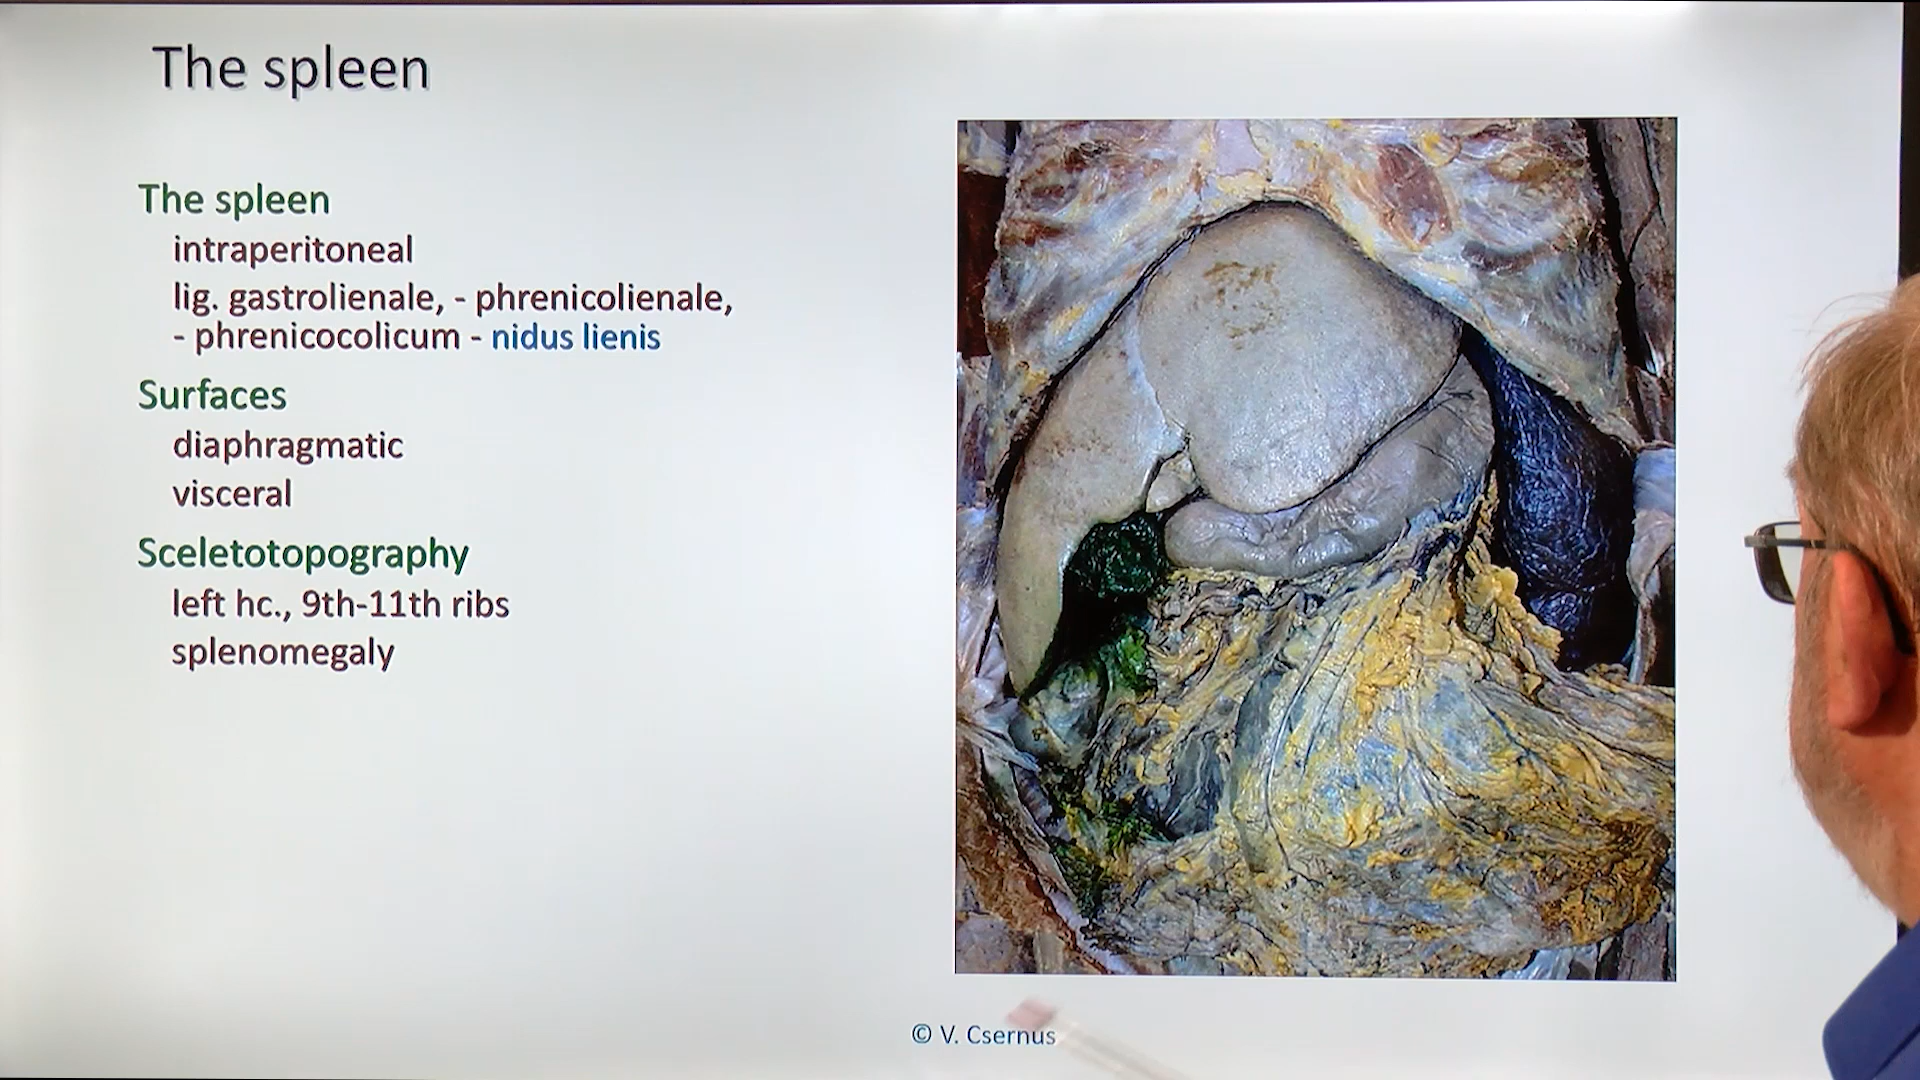 The spleen
The spleen
intraperitoneal
lig. gastrolienale, - phrenicolienale,
- phrenicocolicum - nidus lienis
Surfaces
diaphragmatic
visceral
Sceletotopography
left hc., 9th-11th ribs
splenomegaly
© V. Csernus